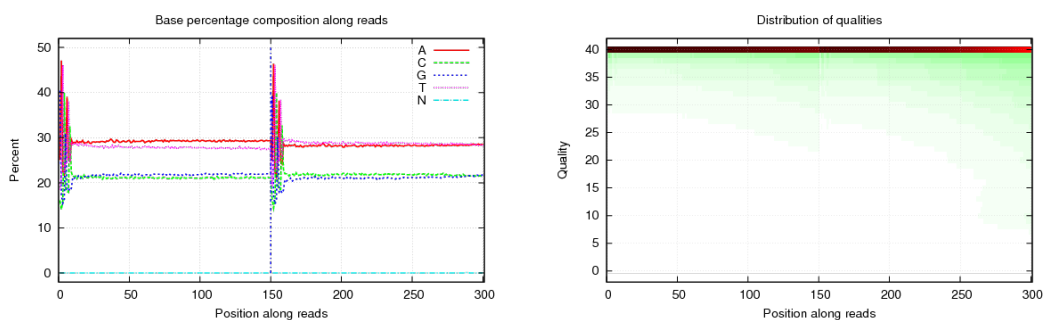 Base percentage composition along reads
50
40
30
20
10
0
Percent
A
C
G
T
N
0 50 100 150 200 250 300
Position along reads
Distribution of qualities
40
35
30
25
20
15
10
5
0
Quality
0 50 100 150 200 250 300
Position along reads